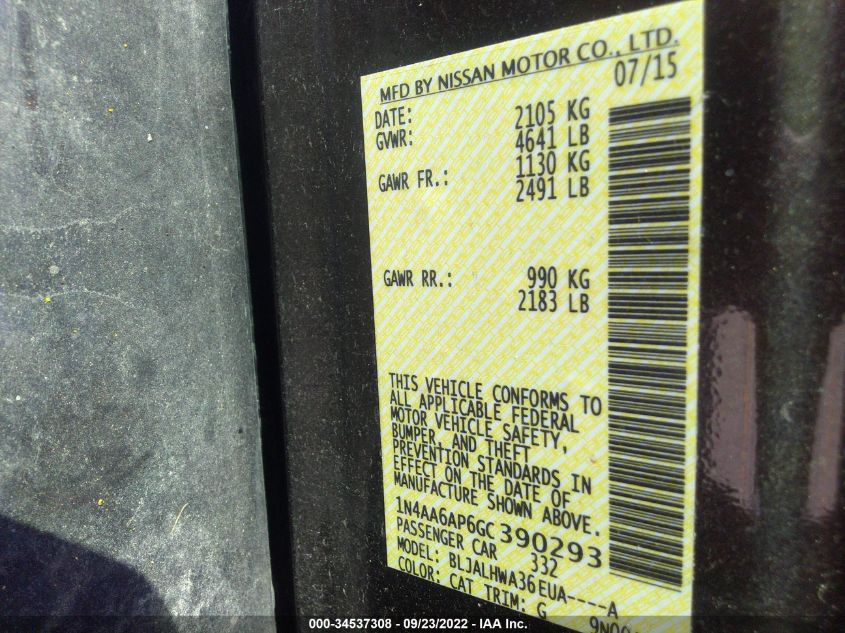 MFD BY NISSAN MOTOR CO., LTD.
DATE: 07/15
GVWR: 2105 KG
4641 LB
GAWR FR.: 1130 KG
2491 LB
GAWR RR.: 990 KG
2183 LB
THIS VEHICLE CONFORMS TO
ALL APPLICABLE FEDERAL
MOTOR VEHICLE SAFETY,
BUMPER, AND THEFT
PREVENTION STANDARDS IN
EFFECT ON THE DATE OF
MANUFACTURE SHOWN ABOVE.
1N4AA6AP6GC390293
PASSENGER CAR 332
MODEL: BLJALHWA36EUA----A
COLOR: CAT TRIM: G
000-34537308 - 09/23/2022 - IAA Inc.